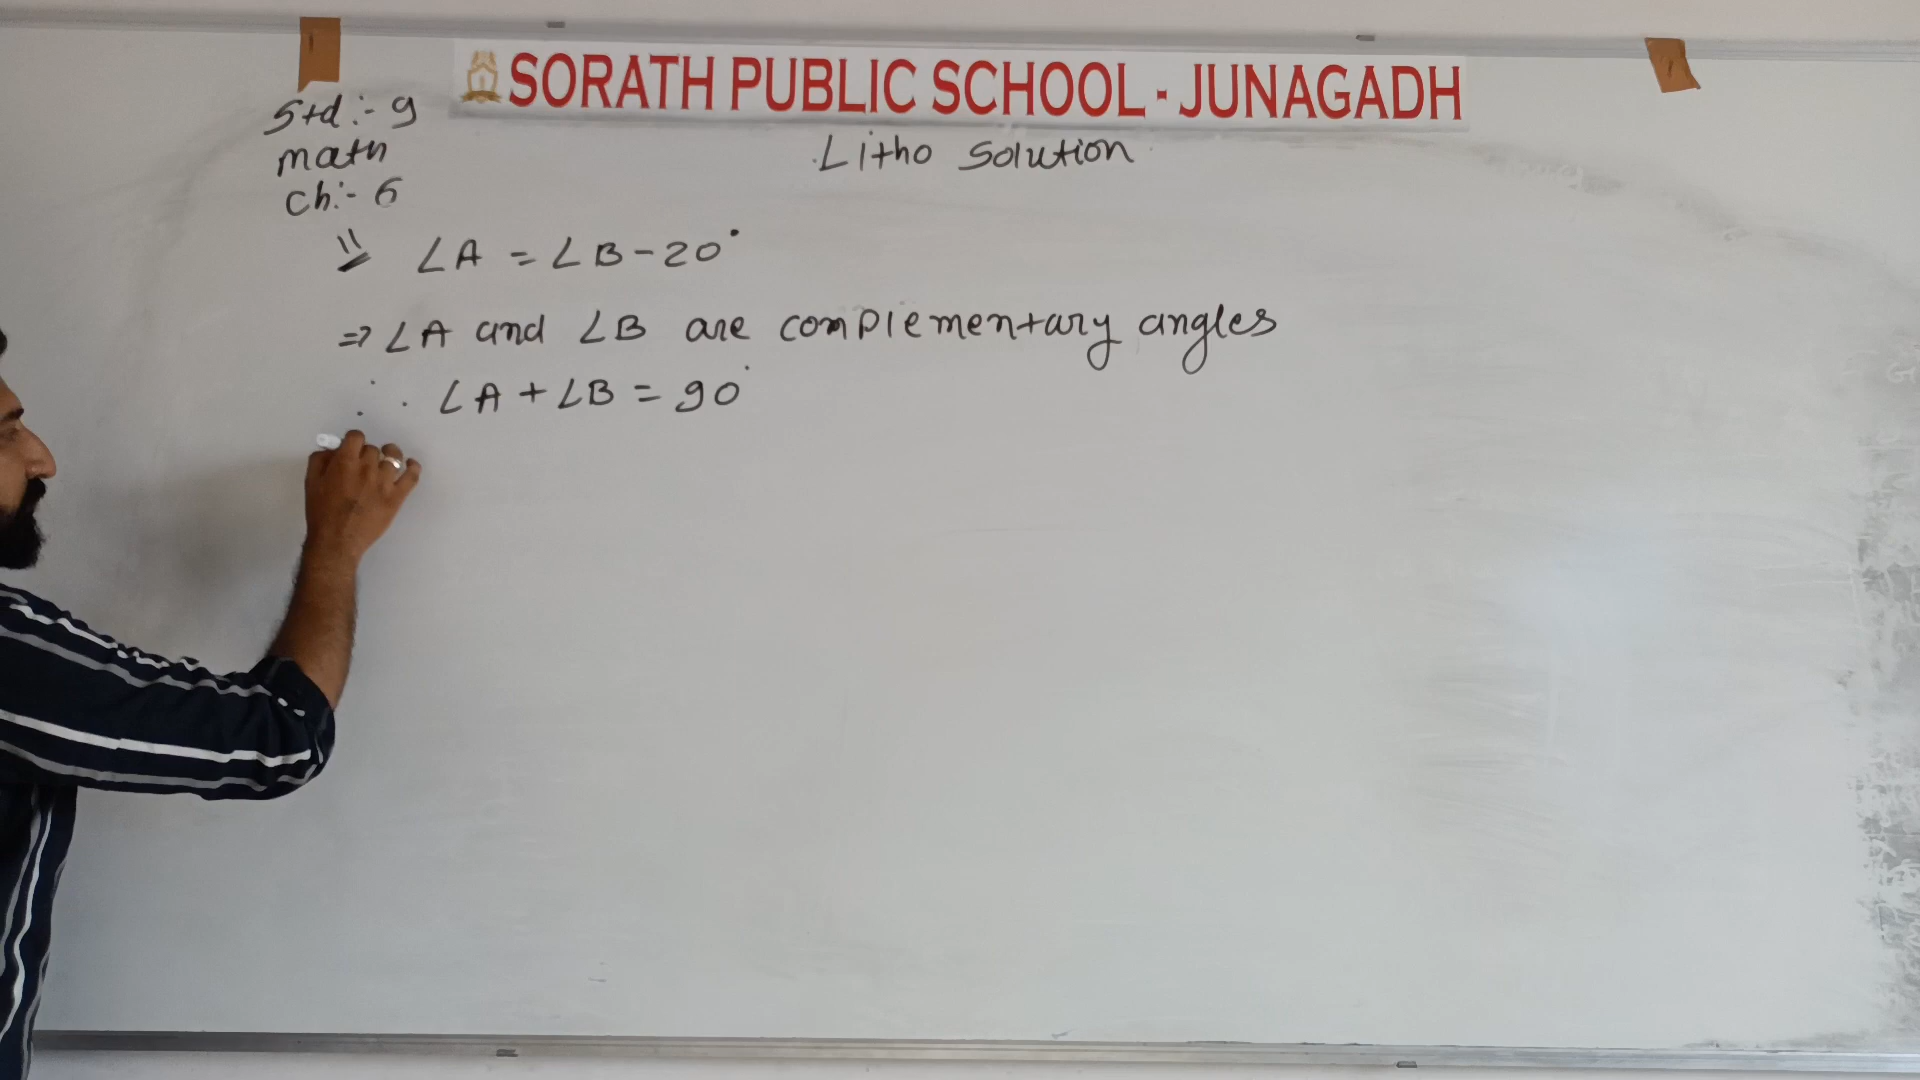 SORATH PUBLIC SCHOOL - JUNAGADH
Std :- 9
Litho Solution
math
Ch :- 6
∠A = ∠B - 20°
⇒ ∠A and ∠B are complementary angles
∴ ∠A + ∠B = 90°